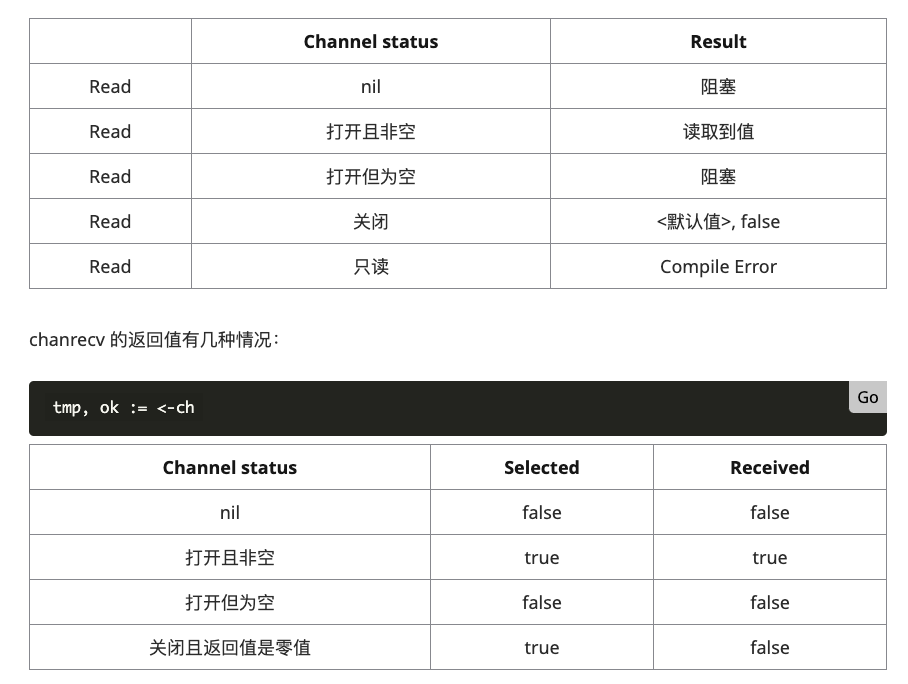 Channel status Result
Read nil 阻塞
Read 打开且非空 读取到值
Read 打开但为空 阻塞
Read 关闭 <默认值>, false
Read 只读 Compile Error
chanrecv 的返回值有几种情况：
Go
tmp, ok := <-ch
Channel status Selected Received
nil false false
打开且非空 true true
打开但为空 false false
关闭且返回值是零值 true false